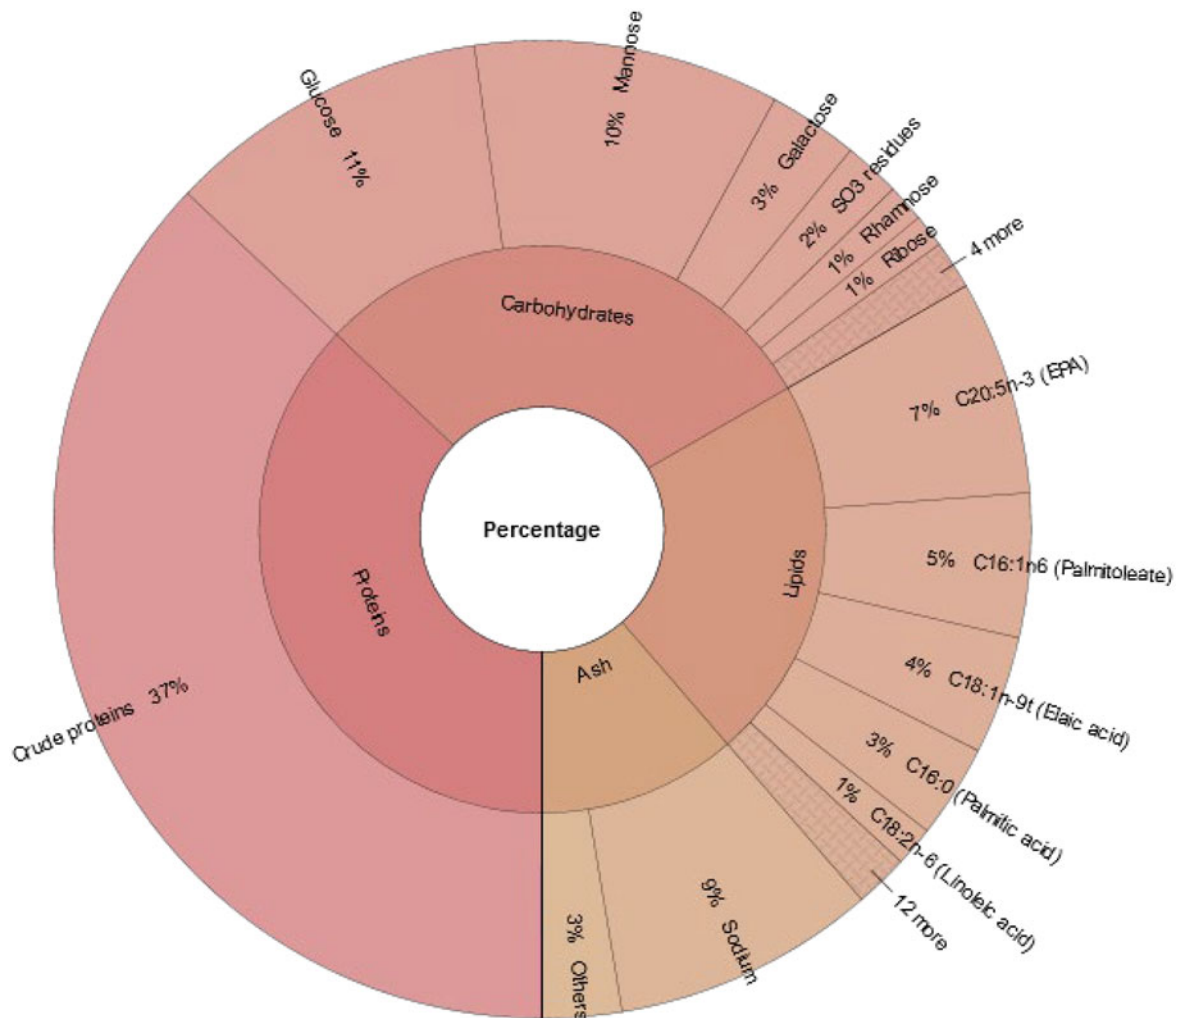 Percentage
Carbohydrates
Lipids
Ash
Proteins
Glucose 11%
10% Mannose
3% Galactose
2% SO3 residues
1% Rhamnose
1% Ribose
4 more
7% C20:5n-3 (EPA)
5% C16:1n6 (Palmitoleate)
4% C18:1n-9t (Elaic acid)
3% C16:0 (Palmitic acid)
1% C18:2n-6 (Linoleic acid)
12 more
9% Sodium
3% Others
Crude proteins 37%